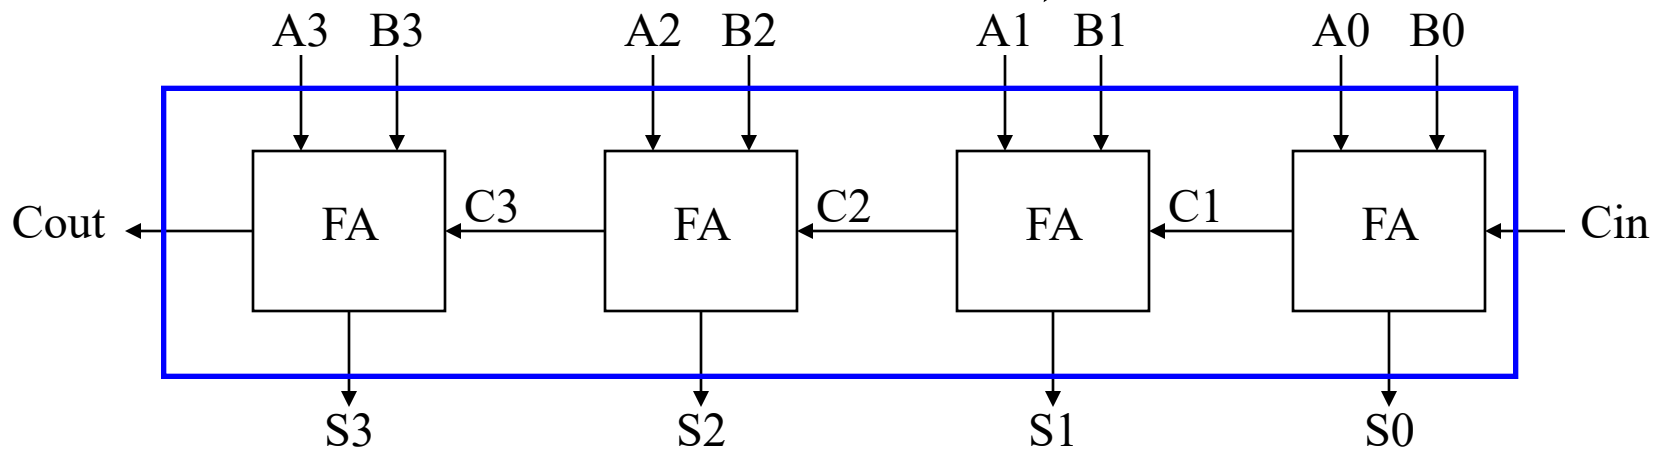 A3 B3 A2 B2 A1 B1 A0 B0
Cout FA C3 FA C2 FA C1 FA Cin
S3 S2 S1 S0